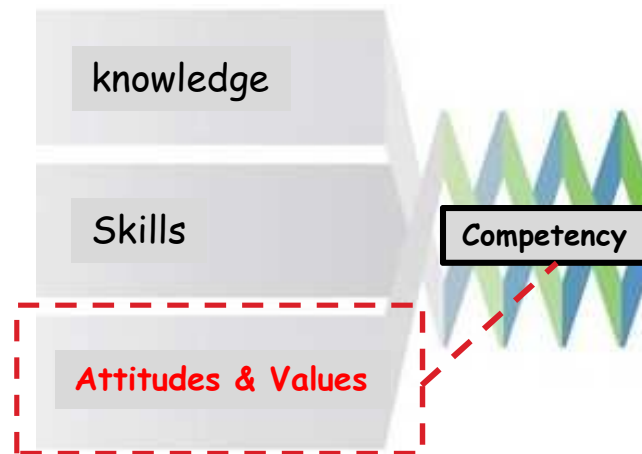 knowledge
Skills
Competency
Attitudes & Values